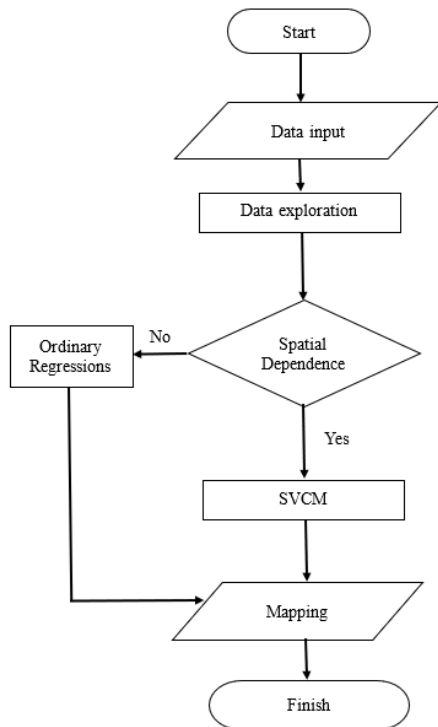 Start
Data input
Data exploration
Spatial
Dependence
No
Ordinary
Regressions
Yes
SVCM
Mapping
Finish